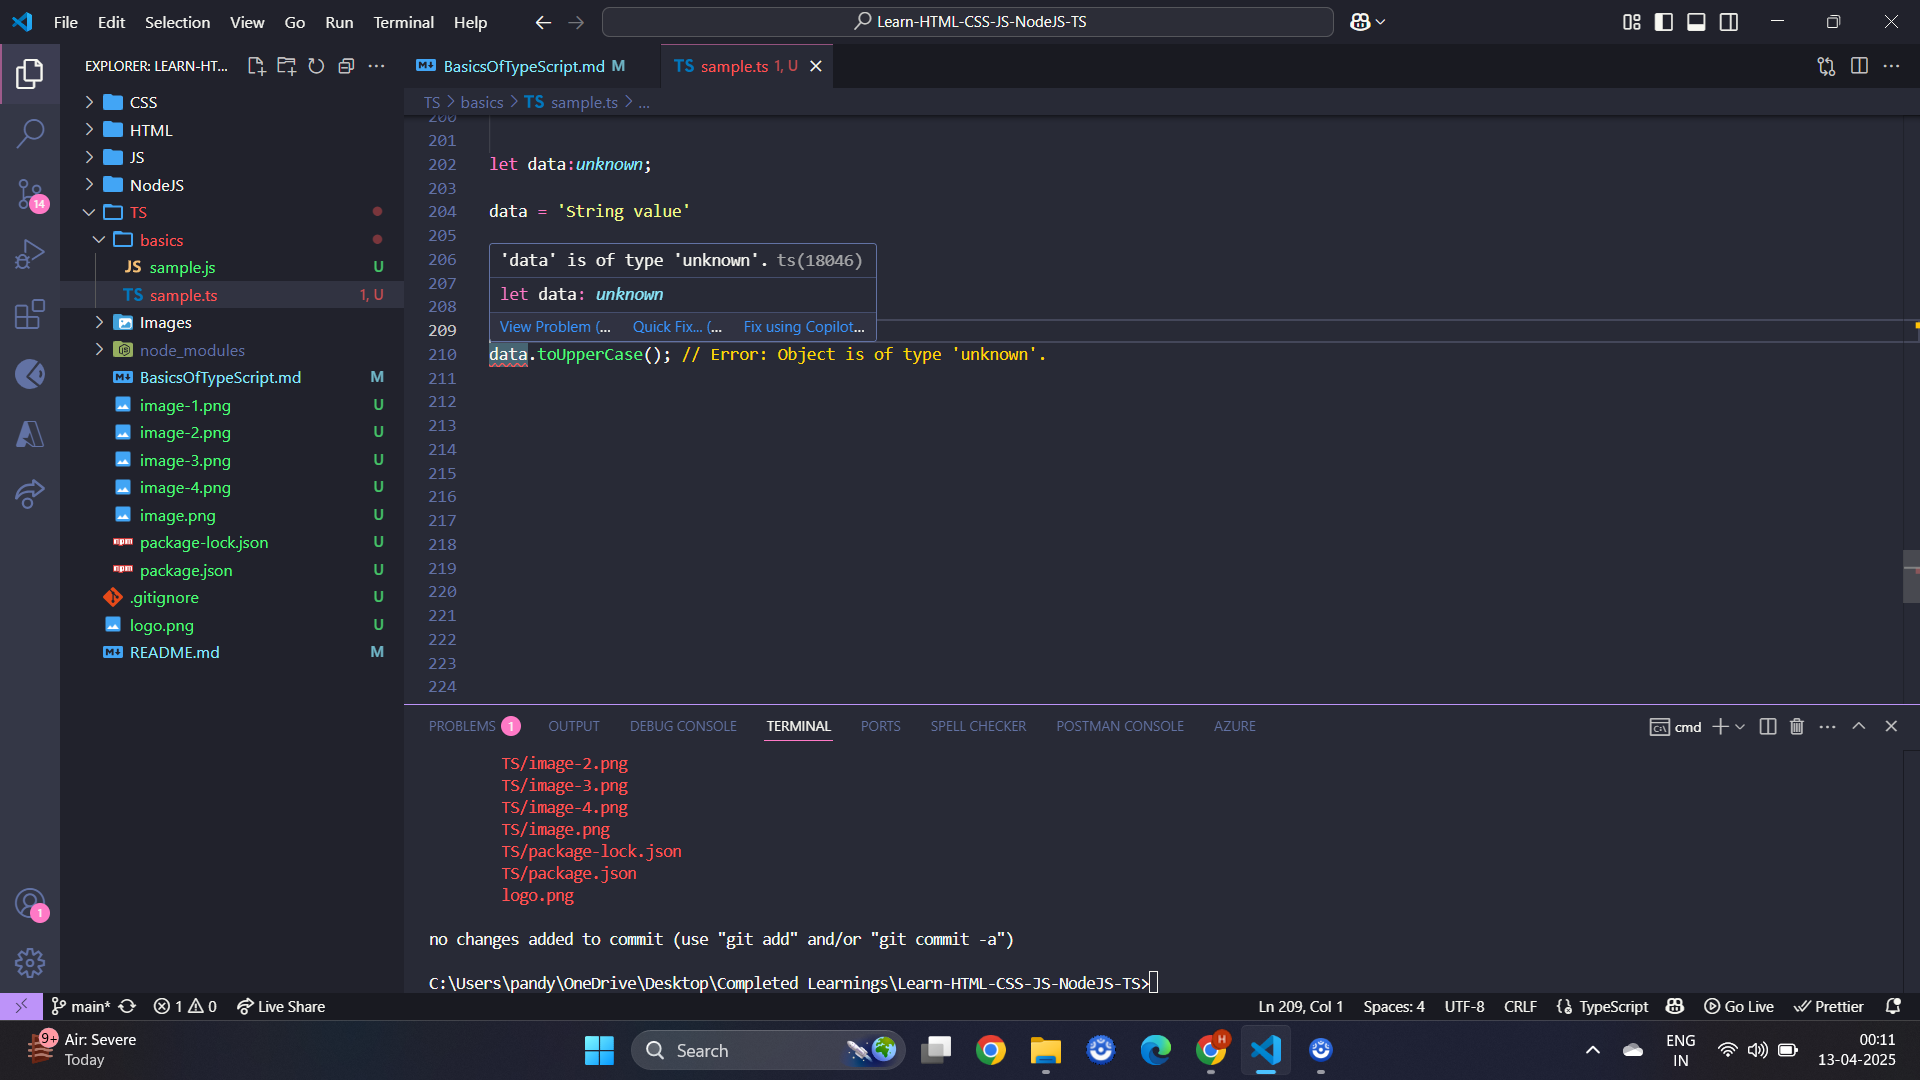 File Edit Selection View Go Run Terminal Help
Learn-HTML-CSS-JS-NodeJS-TS
EXPLORER: LEARN-HT...
CSS
HTML
JS
NodeJS
TS
basics
JS sample.js U
TS sample.ts 1, U
Images
node_modules
BasicsOfTypeScript.md M
image-1.png U
image-2.png U
image-3.png U
image-4.png U
image.png U
npm package-lock.json U
npm package.json U
.gitignore U
logo.png U
README.md M
14
1
BasicsOfTypeScript.md M
TS sample.ts 1, U
TS > basics > TS sample.ts > ...
200
201
202 let data:unknown;
203
204 data = 'String value'
205
206
207
208
209
'data' is of type 'unknown'. ts(18046)
let data: unknown
View Problem (... Quick Fix... (... Fix using Copilot...
210 data.toUpperCase(); // Error: Object is of type 'unknown'.
211
212
213
214
215
216
217
218
219
220
221
222
223
224
PROBLEMS 1 OUTPUT DEBUG CONSOLE TERMINAL PORTS SPELL CHECKER POSTMAN CONSOLE AZURE
cmd
TS/image-2.png
TS/image-3.png
TS/image-4.png
TS/image.png
TS/package-lock.json
TS/package.json
logo.png
no changes added to commit (use "git add" and/or "git commit -a")
C:\Users\pandy\OneDrive\Desktop\Completed Learnings\Learn-HTML-CSS-JS-NodeJS-TS>
main* 1 0 Live Share
Ln 209, Col 1 Spaces: 4 UTF-8 CRLF {} TypeScript Go Live Prettier
9+
Air: Severe
Today
Search
H
ENG
IN
00:11
13-04-2025